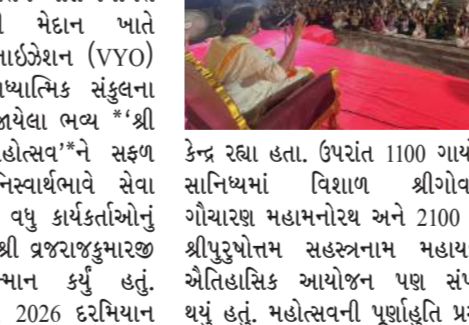 મેદાન ખાતે
નાઇઝેશન (VYO)
ધ્યાત્મિક સંકુલના
જાયેલા ભવ્ય *‘શ્રી
હોત્સવ’*ને સફળ
નિસ્વાર્થભાવે સેવા
વધુ કાર્યકર્તાઓનું
શ્રી વ્રજરાજકુમારજી
ન્માન કર્યું હતું.
2026 દરમિયાન
કેન્દ્ર રહ્યા હતા. ઉપરાંત 1100 ગાયો
સાનિધ્યમાં વિશાળ શ્રીગોવ
ગૌચારણ મહામનોરથ અને 2100
શ્રીપુરુષોત્તમ સહસ્ત્રનામ મહાય
ઐતિહાસિક આયોજન પણ સંપ
થયું હતું. મહોત્સવની પૂર્ણાહુતિ પ્ર